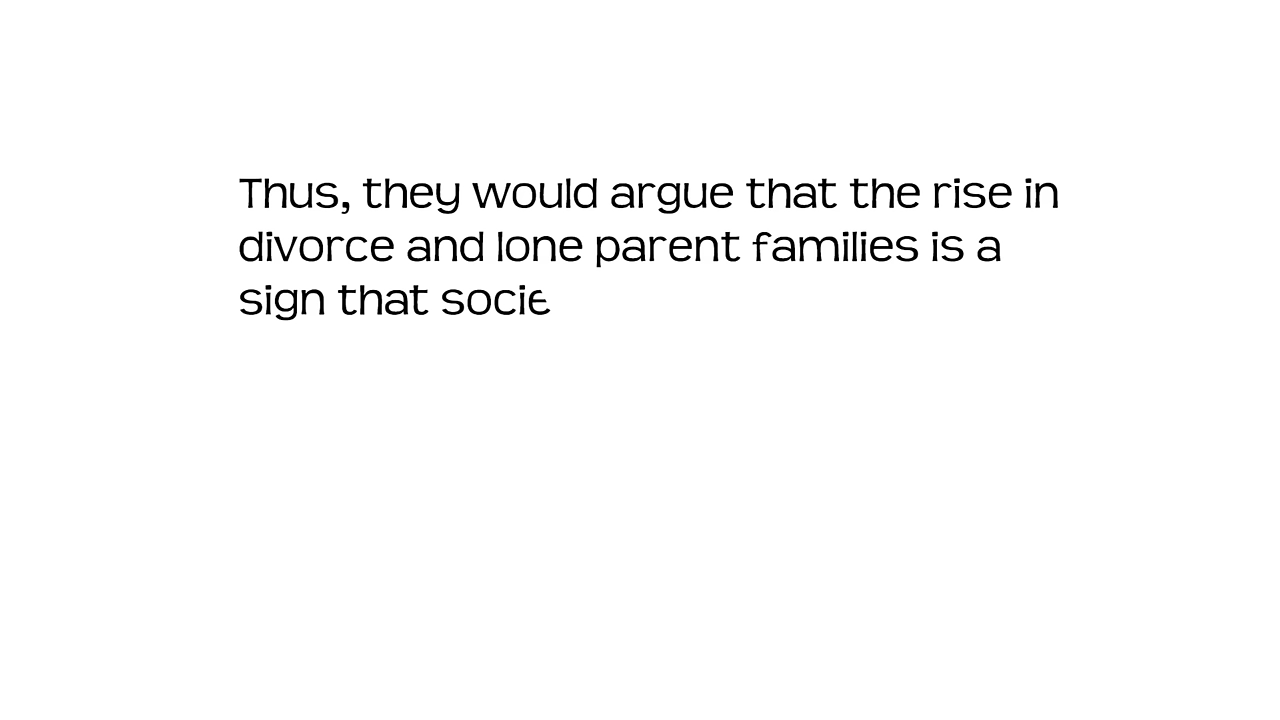 Thus, they would argue that the rise in
divorce and lone parent families is a
sign that socie